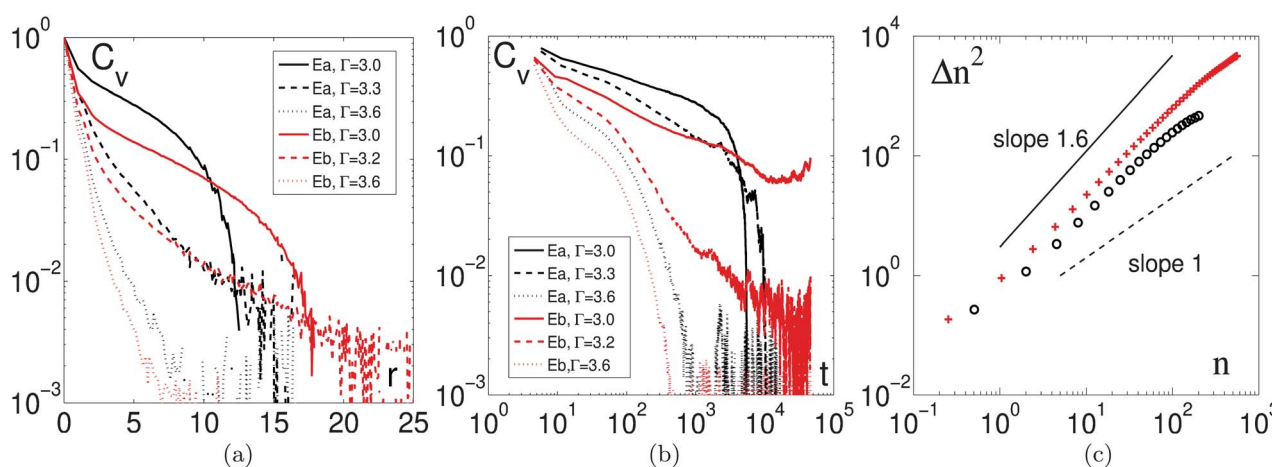 10^0
10^-1
10^-2
10^-3
0 5 10 15 20 25
C_v
r
Ea, Γ=3.0
Ea, Γ=3.3
Ea, Γ=3.6
Eb, Γ=3.0
Eb, Γ=3.2
Eb, Γ=3.6
(a)
10^0
10^-1
10^-2
10^-3
10^0 10^1 10^2 10^3 10^4 10^5
C_v
t
Ea, Γ=3.0
Ea, Γ=3.3
Ea, Γ=3.6
Eb, Γ=3.0
Eb, Γ=3.2
Eb,Γ=3.6
(b)
10^4
10^2
10^0
10^-2
10^-1 10^0 10^1 10^2 10^3
Δn^2
n
slope 1.6
slope 1
(c)